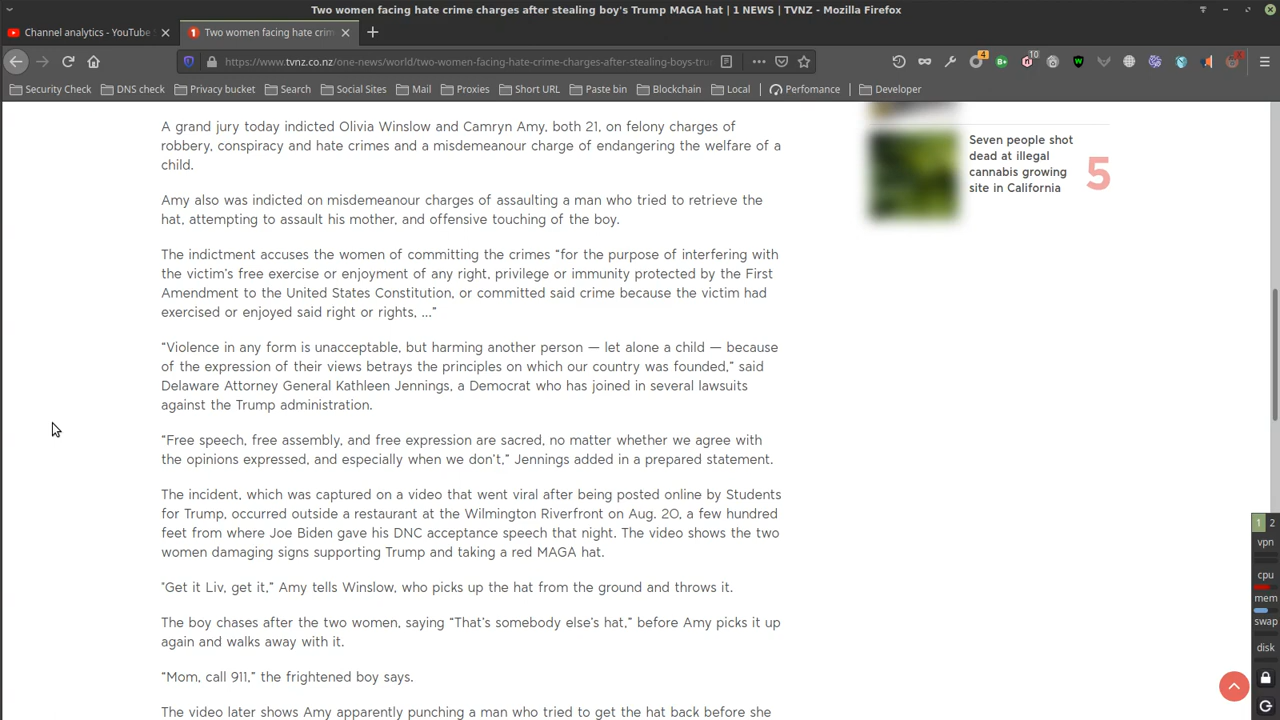 Two women facing hate crime charges after stealing boy's Trump MAGA hat | 1 NEWS | TVNZ - Mozilla Firefox
Channel analytics - YouTube
Two women facing hate crim
https://www.tvnz.co.nz/one-news/world/two-women-facing-hate-crime-charges-after-stealing-boys-tru
4
10
Security Check
DNS check
Privacy bucket
Search
Social Sites
Mail
Proxies
Short URL
Paste bin
Blockchain
Local
Perfomance
Developer
A grand jury today indicted Olivia Winslow and Camryn Amy, both 21, on felony charges of
robbery, conspiracy and hate crimes and a misdemeanour charge of endangering the welfare of a
child.
Amy also was indicted on misdemeanour charges of assaulting a man who tried to retrieve the
hat, attempting to assault his mother, and offensive touching of the boy.
The indictment accuses the women of committing the crimes “for the purpose of interfering with
the victim’s free exercise or enjoyment of any right, privilege or immunity protected by the First
Amendment to the United States Constitution, or committed said crime because the victim had
exercised or enjoyed said right or rights, ...”
“Violence in any form is unacceptable, but harming another person — let alone a child — because
of the expression of their views betrays the principles on which our country was founded,” said
Delaware Attorney General Kathleen Jennings, a Democrat who has joined in several lawsuits
against the Trump administration.
“Free speech, free assembly, and free expression are sacred, no matter whether we agree with
the opinions expressed, and especially when we don’t,” Jennings added in a prepared statement.
The incident, which was captured on a video that went viral after being posted online by Students
for Trump, occurred outside a restaurant at the Wilmington Riverfront on Aug. 20, a few hundred
feet from where Joe Biden gave his DNC acceptance speech that night. The video shows the two
women damaging signs supporting Trump and taking a red MAGA hat.
“Get it Liv, get it,” Amy tells Winslow, who picks up the hat from the ground and throws it.
The boy chases after the two women, saying “That’s somebody else’s hat,” before Amy picks it up
again and walks away with it.
“Mom, call 911,” the frightened boy says.
The video later shows Amy apparently punching a man who tried to get the hat back before she
Seven people shot
dead at illegal
cannabis growing
site in California
5
1 2
vpn
cpu
mem
swap
disk